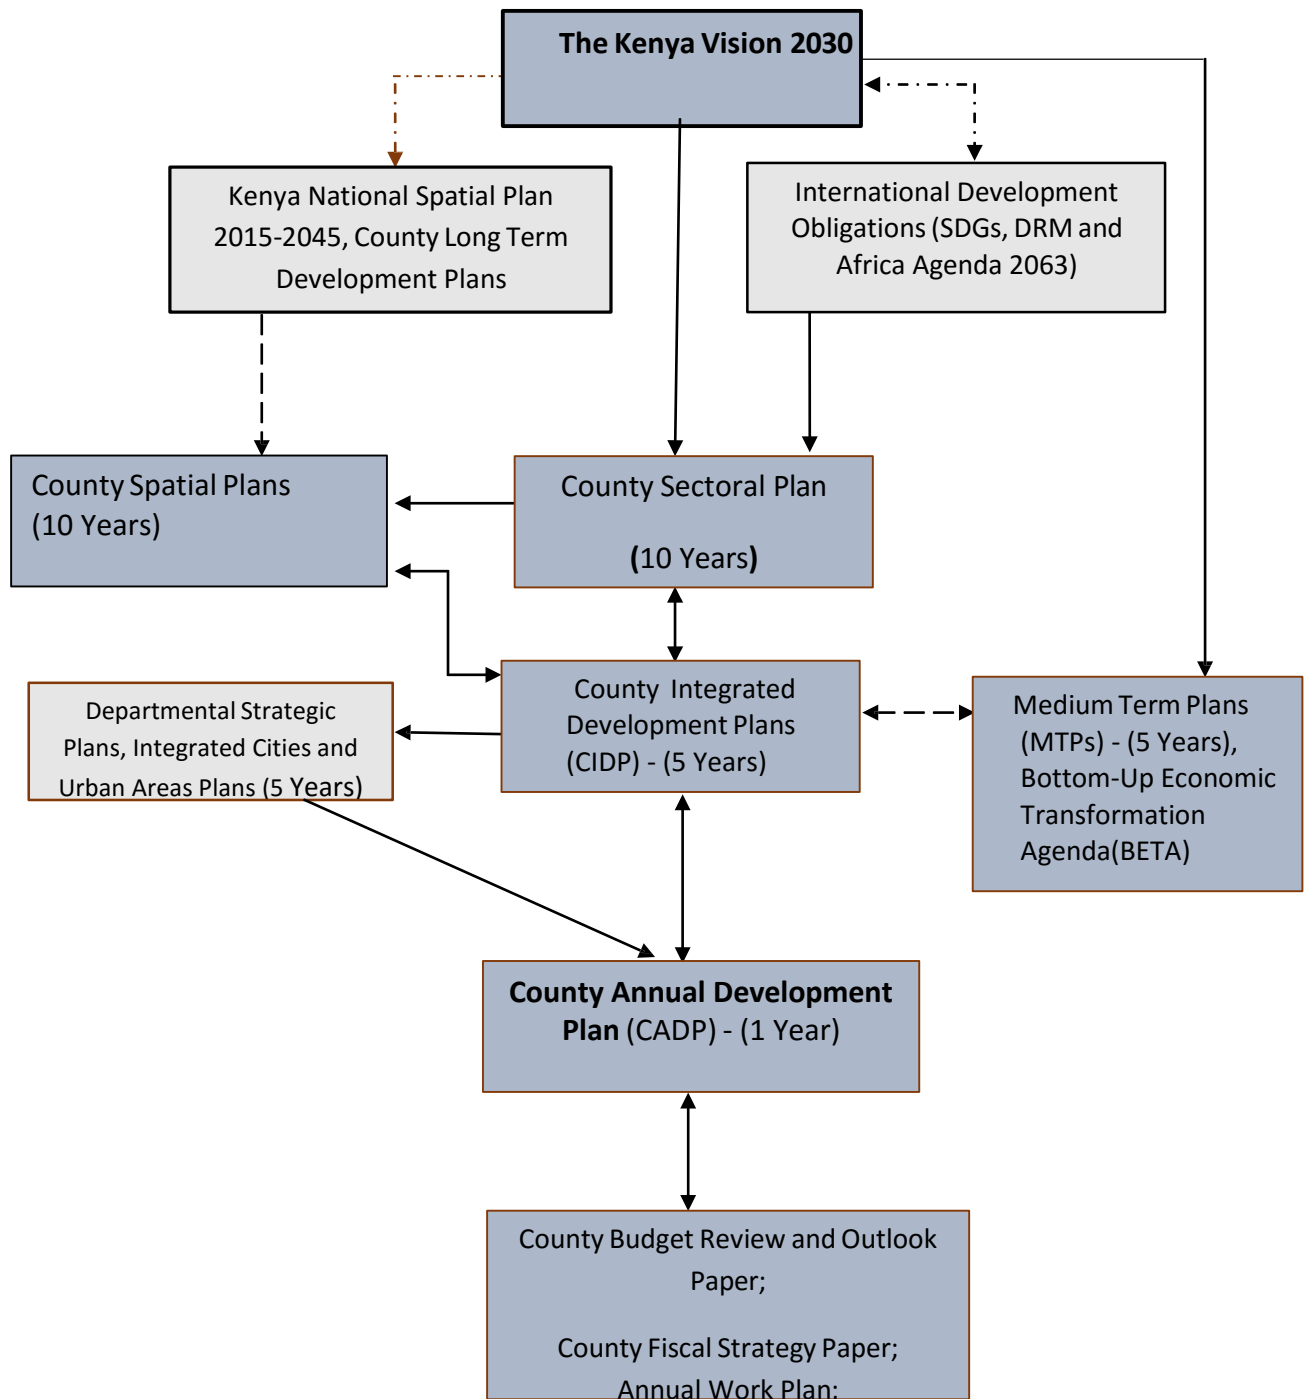 The Kenya Vision 2030
Kenya National Spatial Plan
2015-2045, County Long Term
Development Plans
International Development
Obligations (SDGs, DRM and
Africa Agenda 2063)
County Spatial Plans
(10 Years)
County Sectoral Plan
(10 Years)
County Integrated
Development Plans
(CIDP) - (5 Years)
Departmental Strategic
Plans, Integrated Cities and
Urban Areas Plans (5 Years)
Medium Term Plans
(MTPs) - (5 Years),
Bottom-Up Economic
Transformation
Agenda(BETA)
County Annual Development
Plan (CADP) - (1 Year)
County Budget Review and Outlook
Paper;
County Fiscal Strategy Paper;
Annual Work Plan;